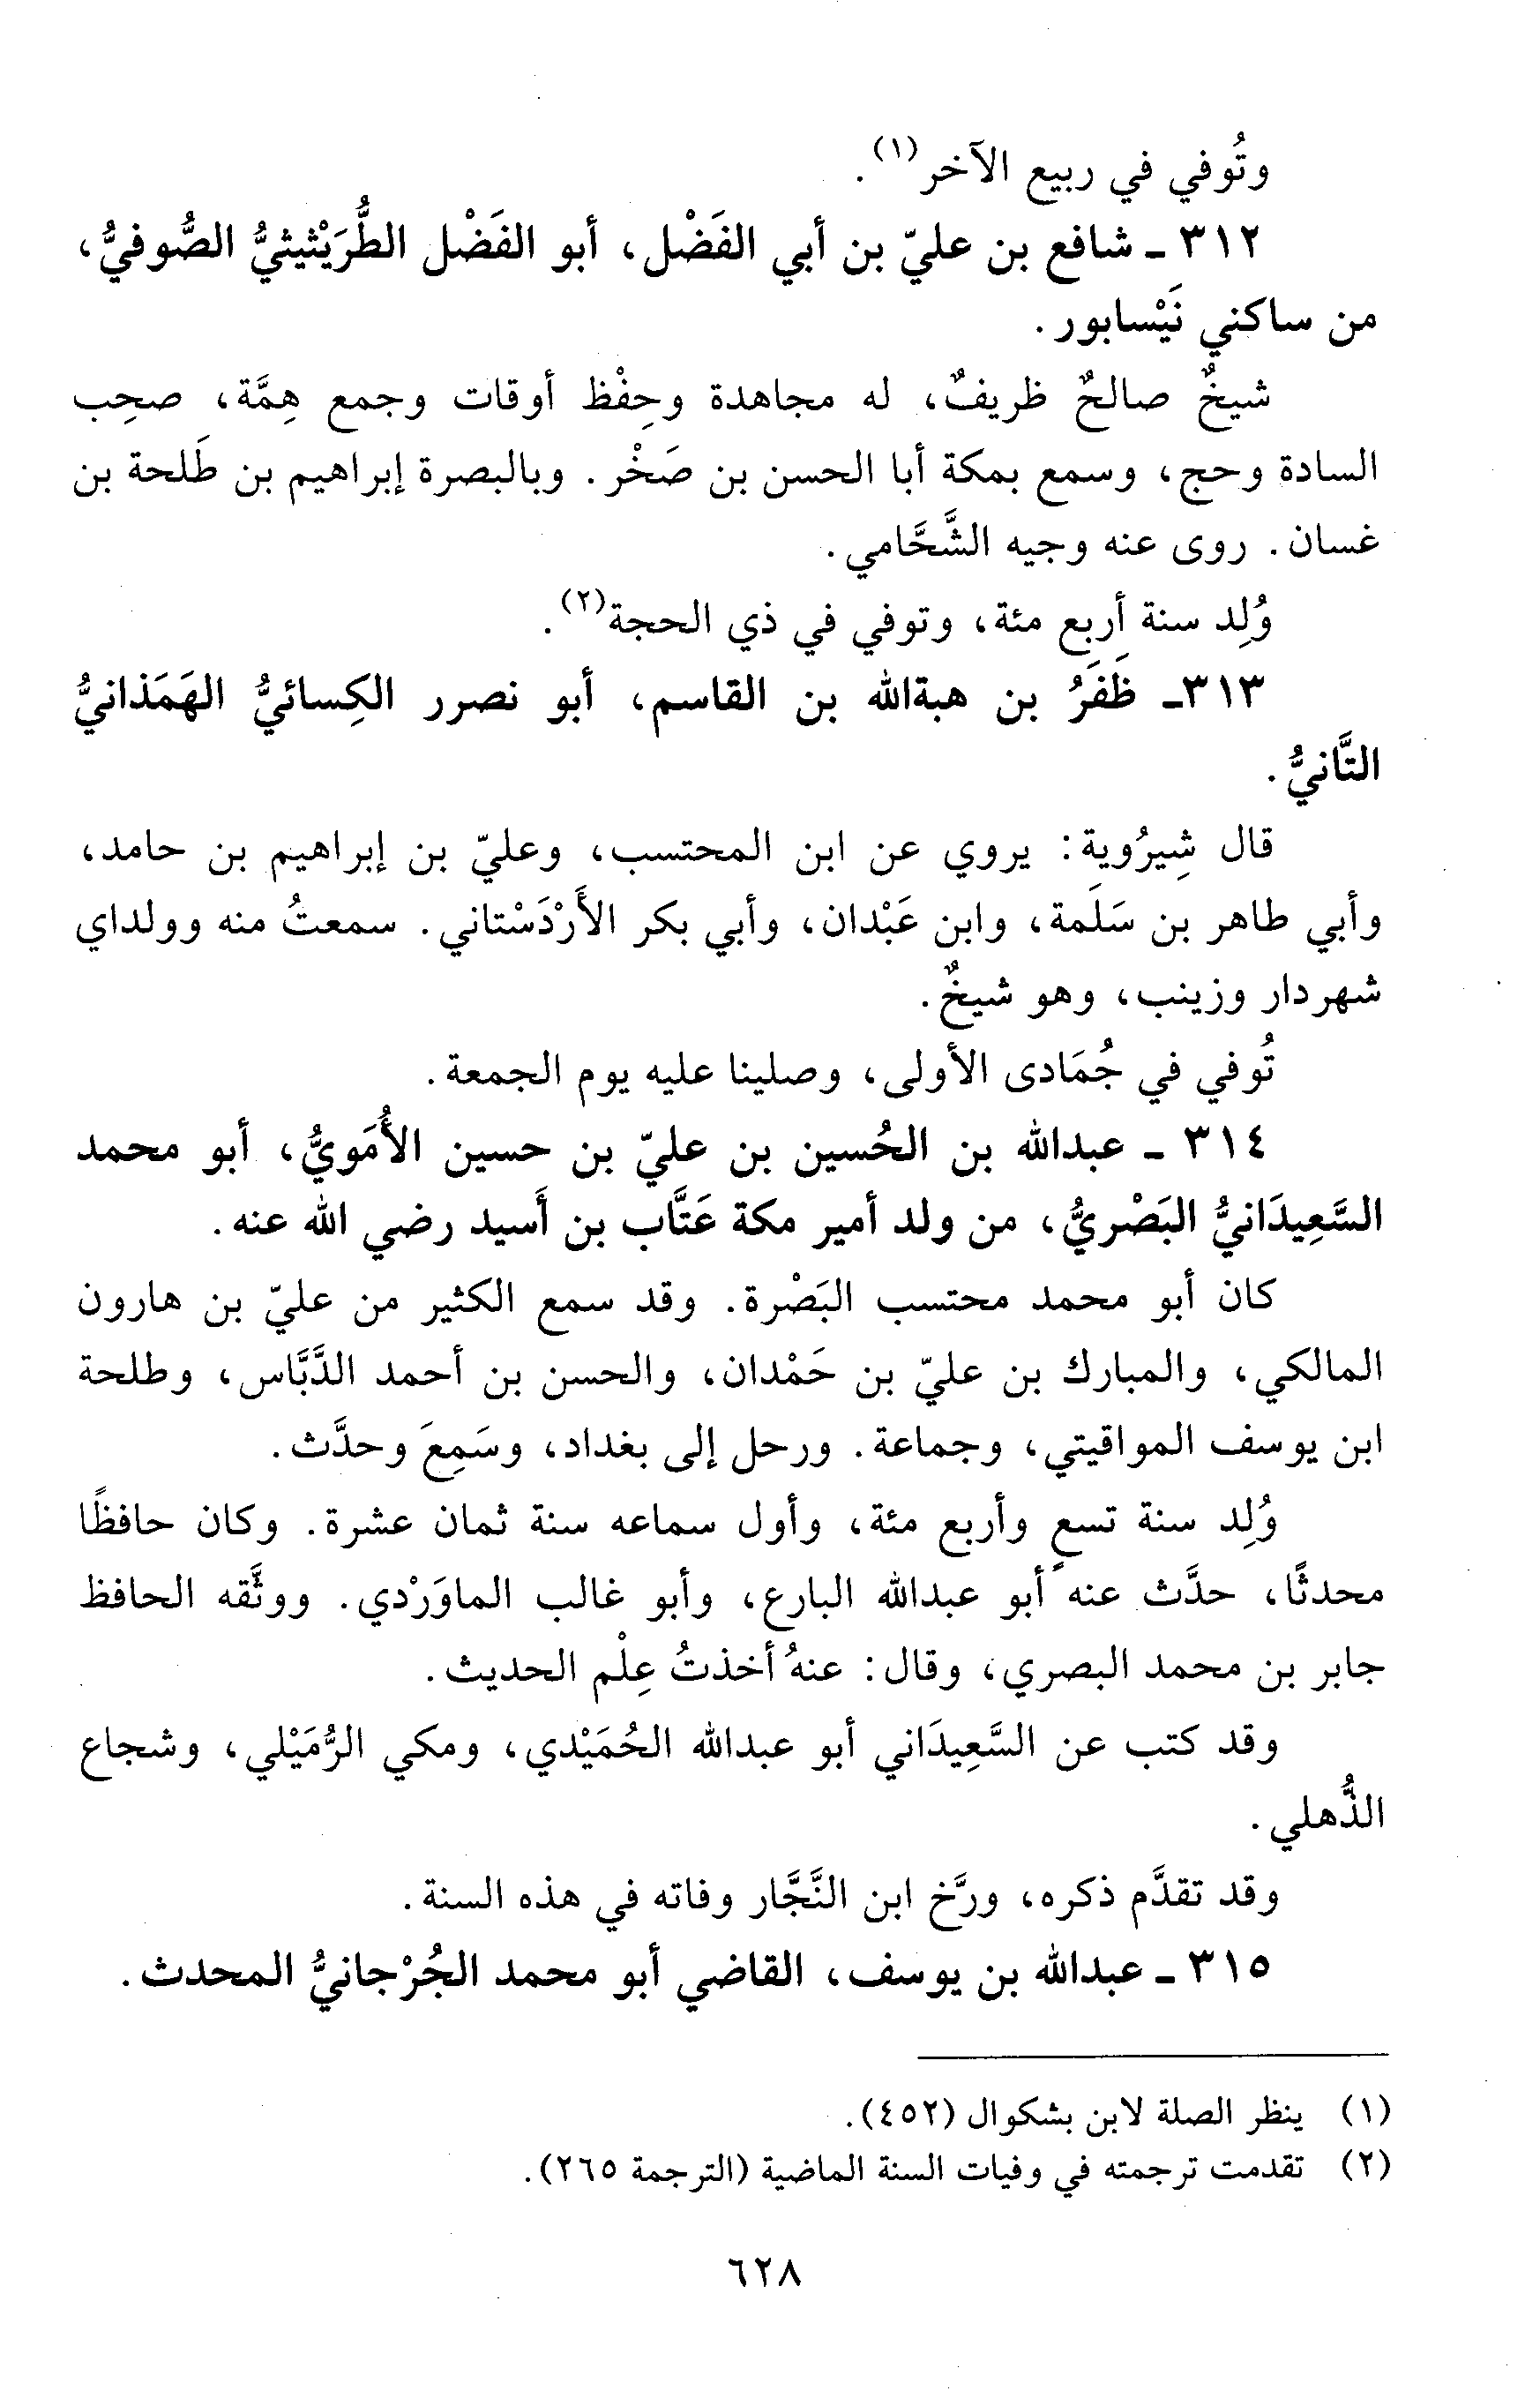 وتُوفي في ربيع الآخر(١).
٣١٢ ـ شافع بن عليّ بن أبي الفَضْل، أبو الفَضْل الطُّرَيْثيثيُّ الصُّوفيُّ،
من ساكني نَيْسابور.
شيخٌ صالحٌ ظريفٌ، له مجاهدة وحِفْظ أوقات وجمع هِمَّة، صحِب
السادة وحج، وسمع بمكة أبا الحسن بن صَخْر. وبالبصرة إبراهيم بن طَلحة بن
غسان. روى عنه وجيه الشَّحَّامي.
وُلِد سنة أربع مئة، وتوفي في ذي الحجة(٢).
٣١٣ـ ظَفَرُ بن هبةالله بن القاسم، أبو نصرر الكِسائيُّ الهَمَذانيُّ
التَّانيُّ.
قال شِيرُوية: يروي عن ابن المحتسب، وعليّ بن إبراهيم بن حامد،
وأبي طاهر بن سَلَمة، وابن عَبْدان، وأبي بكر الأَرْدَسْتاني. سمعتُ منه وولداي
شهردار وزينب، وهو شيخٌ.
تُوفي في جُمَادى الأولى، وصلينا عليه يوم الجمعة.
٣١٤ ـ عبدالله بن الحُسين بن عليّ بن حسين الأُمَويُّ، أبو محمد
السَّعِيدَانيُّ البَصْريُّ، من ولد أمير مكة عَتَّاب بن أَسيد رضي الله عنه.
كان أبو محمد محتسب البَصْرة. وقد سمع الكثير من عليّ بن هارون
المالكي، والمبارك بن عليّ بن حَمْدان، والحسن بن أحمد الدَّبَّاس، وطلحة
ابن يوسف المواقيتي، وجماعة. ورحل إلى بغداد، وسَمِعَ وحدَّث.
وُلِد سنة تسعٍ وأربع مئة، وأول سماعه سنة ثمان عشرة. وكان حافظًا
محدثًا، حدَّث عنه أبو عبدالله البارع، وأبو غالب الماوَرْدي. ووثَّقه الحافظ
جابر بن محمد البصري، وقال: عنهُ أخذتُ عِلْم الحديث.
وقد كتب عن السَّعِيدَاني أبو عبدالله الحُمَيْدي، ومكي الرُّمَيْلي، وشجاع
الذُّهلي.
وقد تقدَّم ذكره، ورَّخ ابن النَّجَّار وفاته في هذه السنة.
٣١٥ ـ عبدالله بن يوسف، القاضي أبو محمد الجُرْجانيُّ المحدث.
(١) ينظر الصلة لابن بشكوال (٤٥٢).
(٢) تقدمت ترجمته في وفيات السنة الماضية (الترجمة ٢٦٥).
٦٢٨